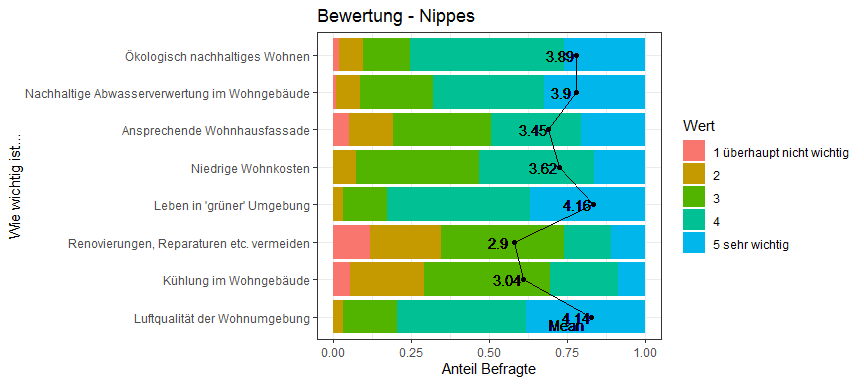 Bewertung - Nippes
Wie wichtig ist...
Ökologisch nachhaltiges Wohnen
3.89
Nachhaltige Abwasserverwertung im Wohngebäude
3.9
Ansprechende Wohnhausfassade
3.45
Niedrige Wohnkosten
3.62
Leben in 'grüner' Umgebung
4.16
Renovierungen, Reparaturen etc. vermeiden
2.9
Kühlung im Wohngebäude
3.04
Luftqualität der Wohnumgebung
4.14
Mean
0.00 0.25 0.50 0.75 1.00
Anteil Befragte
Wert
1 überhaupt nicht wichtig
2
3
4
5 sehr wichtig